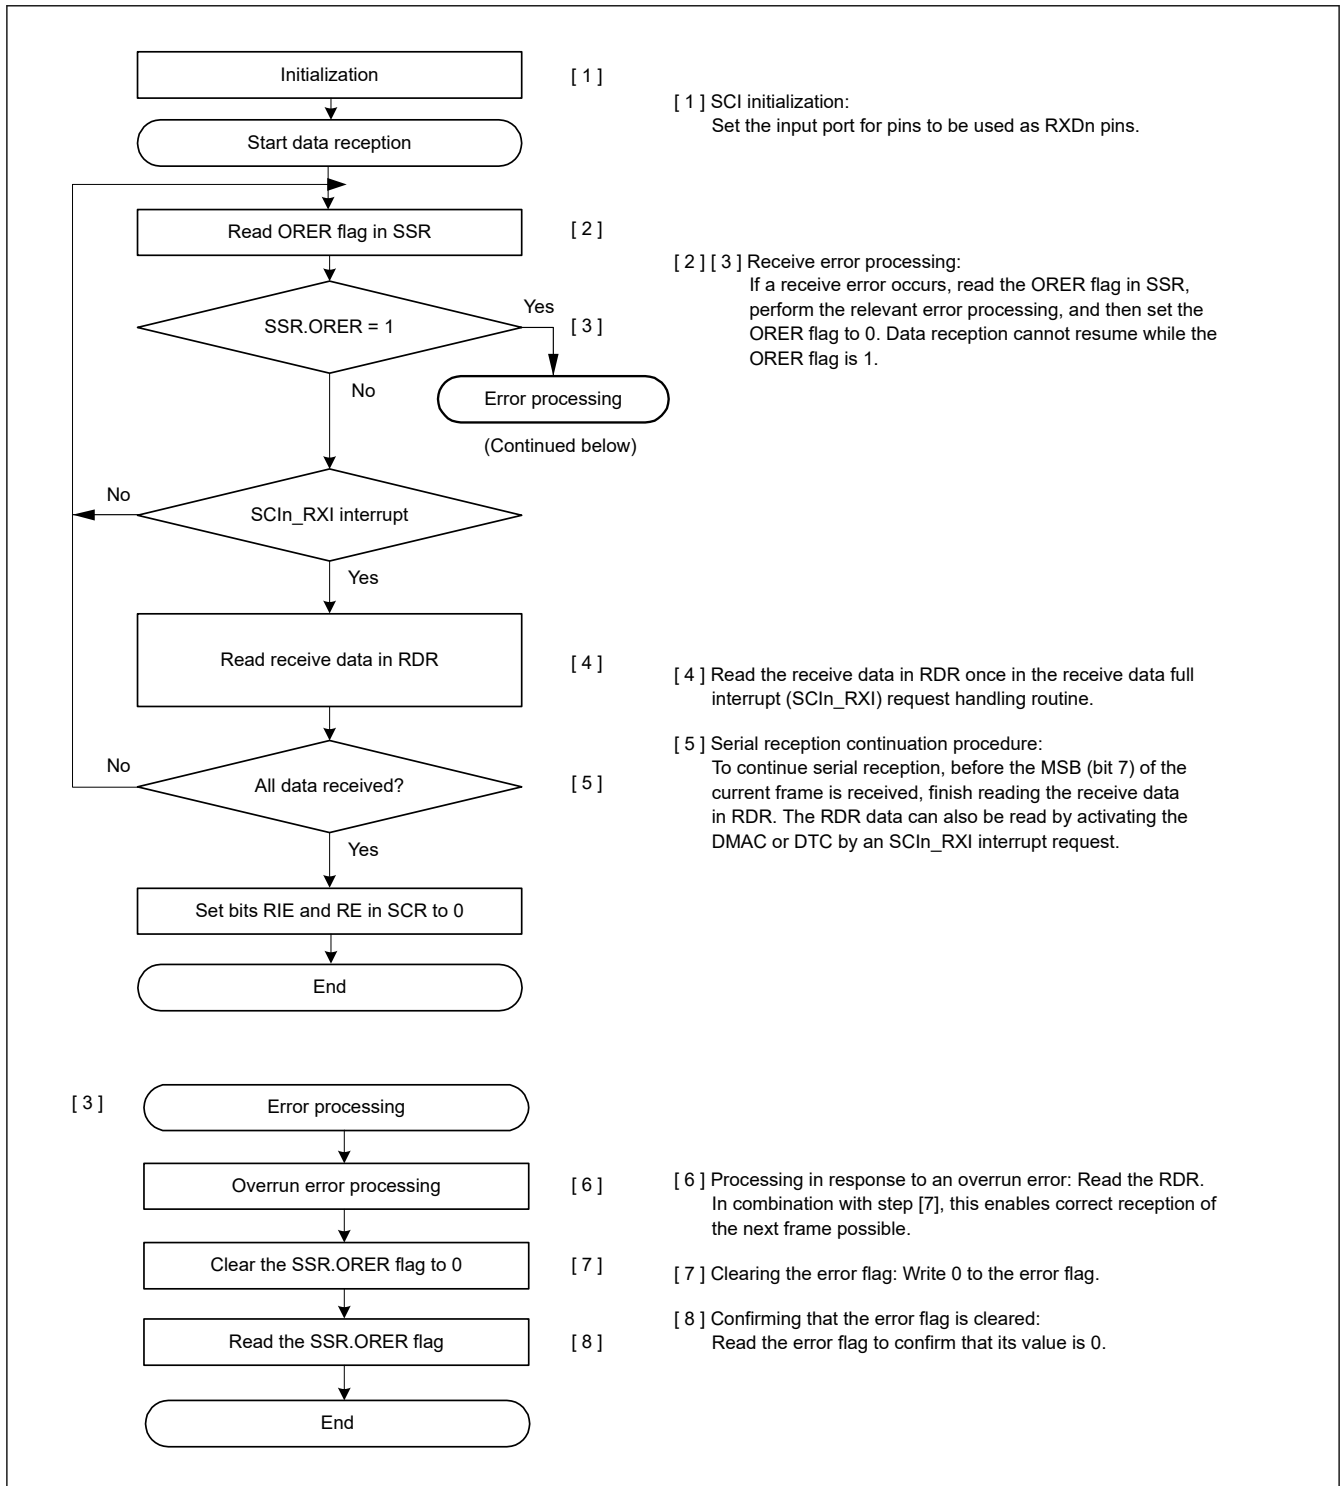 Initialization
[ 1 ]
[ 1 ] SCI initialization:
Set the input port for pins to be used as RXDn pins.
Start data reception
Read ORER flag in SSR
[ 2 ]
[ 2 ] [ 3 ] Receive error processing:
If a receive error occurs, read the ORER flag in SSR,
perform the relevant error processing, and then set the
ORER flag to 0. Data reception cannot resume while the
ORER flag is 1.
SSR.ORER = 1
Yes
[ 3 ]
No
Error processing
(Continued below)
No
SCIn_RXI interrupt
Yes
Read receive data in RDR
[ 4 ]
[ 4 ] Read the receive data in RDR once in the receive data full
interrupt (SCIn_RXI) request handling routine.
No
All data received?
[ 5 ]
[ 5 ] Serial reception continuation procedure:
To continue serial reception, before the MSB (bit 7) of the
current frame is received, finish reading the receive data
in RDR. The RDR data can also be read by activating the
DMAC or DTC by an SCIn_RXI interrupt request.
Yes
Set bits RIE and RE in SCR to 0
End
[ 3 ]
Error processing
Overrun error processing
[ 6 ]
[ 6 ] Processing in response to an overrun error: Read the RDR.
In combination with step [7], this enables correct reception of
the next frame possible.
Clear the SSR.ORER flag to 0
[ 7 ]
[ 7 ] Clearing the error flag: Write 0 to the error flag.
Read the SSR.ORER flag
[ 8 ]
[ 8 ] Confirming that the error flag is cleared:
Read the error flag to confirm that its value is 0.
End